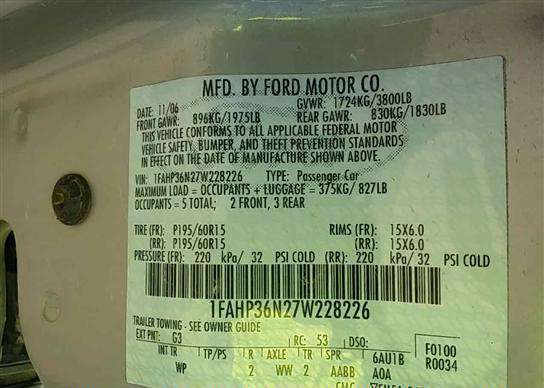 MFD. BY FORD MOTOR CO.
DATE: 11/06 GVWR: 1724KG/3800LB
FRONT GAWR: 896KG/1975LB REAR GAWR: 830KG/1830LB
THIS VEHICLE CONFORMS TO ALL APPLICABLE FEDERAL MOTOR
VEHICLE SAFETY, BUMPER, AND THEFT PREVENTION STANDARDS
IN EFFECT ON THE DATE OF MANUFACTURE SHOWN ABOVE.
VIN: 1FAHP36N27W228226 TYPE: Passenger Car
MAXIMUM LOAD = OCCUPANTS + LUGGAGE = 375KG/ 827LB
OCCUPANTS = 5 TOTAL; 2 FRONT, 3 REAR
TIRE (FR): P195/60R15 RIMS (FR): 15X6.0
(RR): P195/60R15 (RR): 15X6.0
PRESSURE (FR): 220 kPa/ 32 PSI COLD (RR): 220 kPa/ 32 PSI COLD
1FAHP36N27W228226
TRAILER TOWING - SEE OWNER GUIDE
EXT PNT: G3 RC: 53 DSO: F0100
INT TR TP/PS R AXLE TR SPR 6AU1B R0034
WP 2 WW 2 AABB AOA